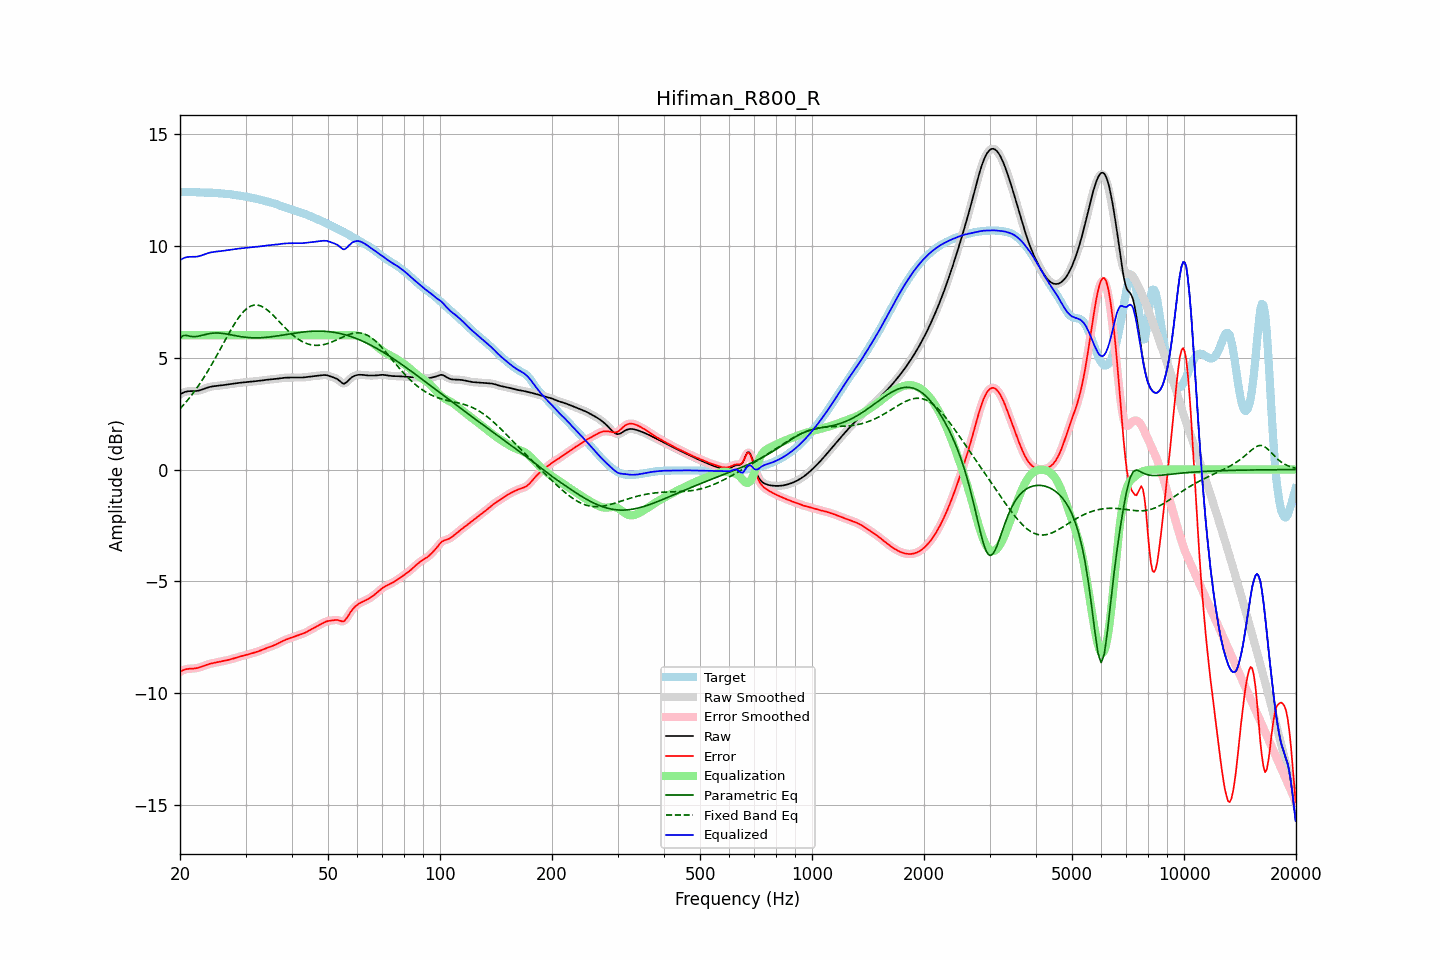 Hifiman_R800_R
15
10
5
0
−5
−10
−15
Amplitude (dBr)
Target
Raw Smoothed
Error Smoothed
Raw
Error
Equalization
Parametric Eq
Fixed Band Eq
Equalized
20 50 100 200 500 1000 2000 5000 10000 20000
Frequency (Hz)